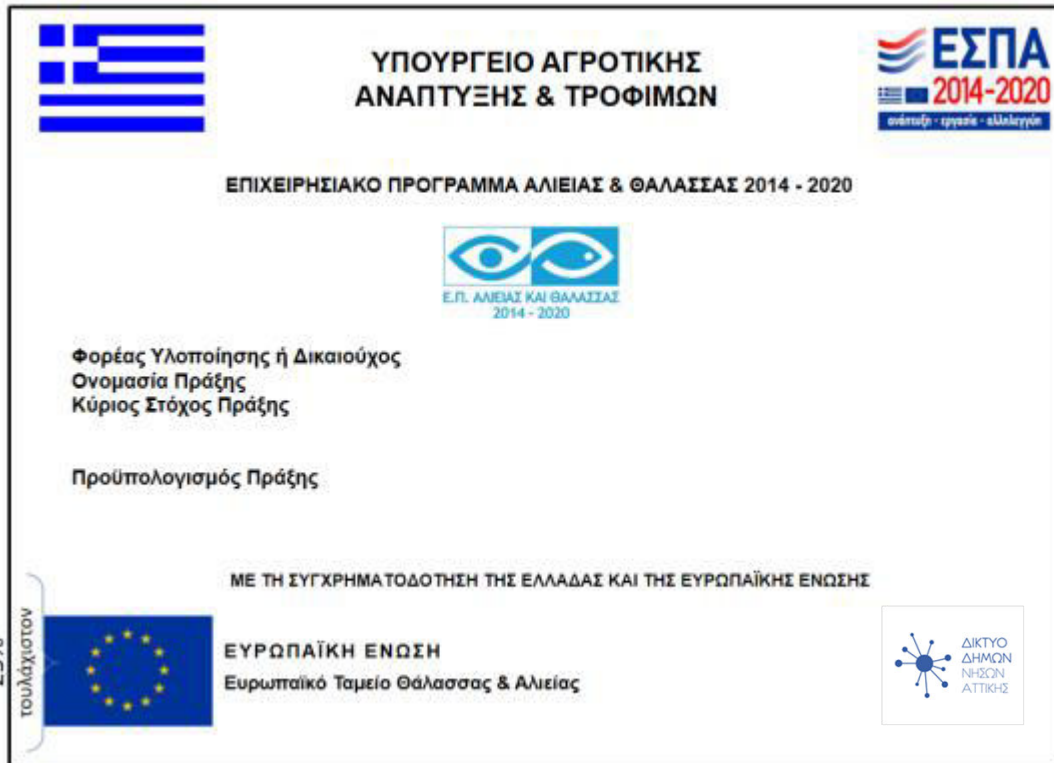 ΥΠΟΥΡΓΕΙΟ ΑΓΡΟΤΙΚΗΣ
ΑΝΑΠΤΥΞΗΣ & ΤΡΟΦΙΜΩΝ
ΕΣΠΑ
2014-2020
ανάπτυξη - εργασία - αλληλεγγύη
ΕΠΙΧΕΙΡΗΣΙΑΚΟ ΠΡΟΓΡΑΜΜΑ ΑΛΙΕΙΑΣ & ΘΑΛΑΣΣΑΣ 2014 - 2020
Ε.Π. ΑΛΙΕΙΑΣ ΚΑΙ ΘΑΛΑΣΣΑΣ
2014 - 2020
Φορέας Υλοποίησης ή Δικαιούχος
Ονομασία Πράξης
Κύριος Στόχος Πράξης
Προϋπολογισμός Πράξης
ΜΕ ΤΗ ΣΥΓΧΡΗΜΑΤΟΔΟΤΗΣΗ ΤΗΣ ΕΛΛΑΔΑΣ ΚΑΙ ΤΗΣ ΕΥΡΩΠΑΪΚΗΣ ΕΝΩΣΗΣ
τουλάχιστον
ΕΥΡΩΠΑΪΚΗ ΕΝΩΣΗ
Ευρωπαϊκό Ταμείο Θάλασσας & Αλιείας
ΔΙΚΤΥΟ
ΔΗΜΩΝ
ΝΗΣΩΝ
ΑΤΤΙΚΗΣ